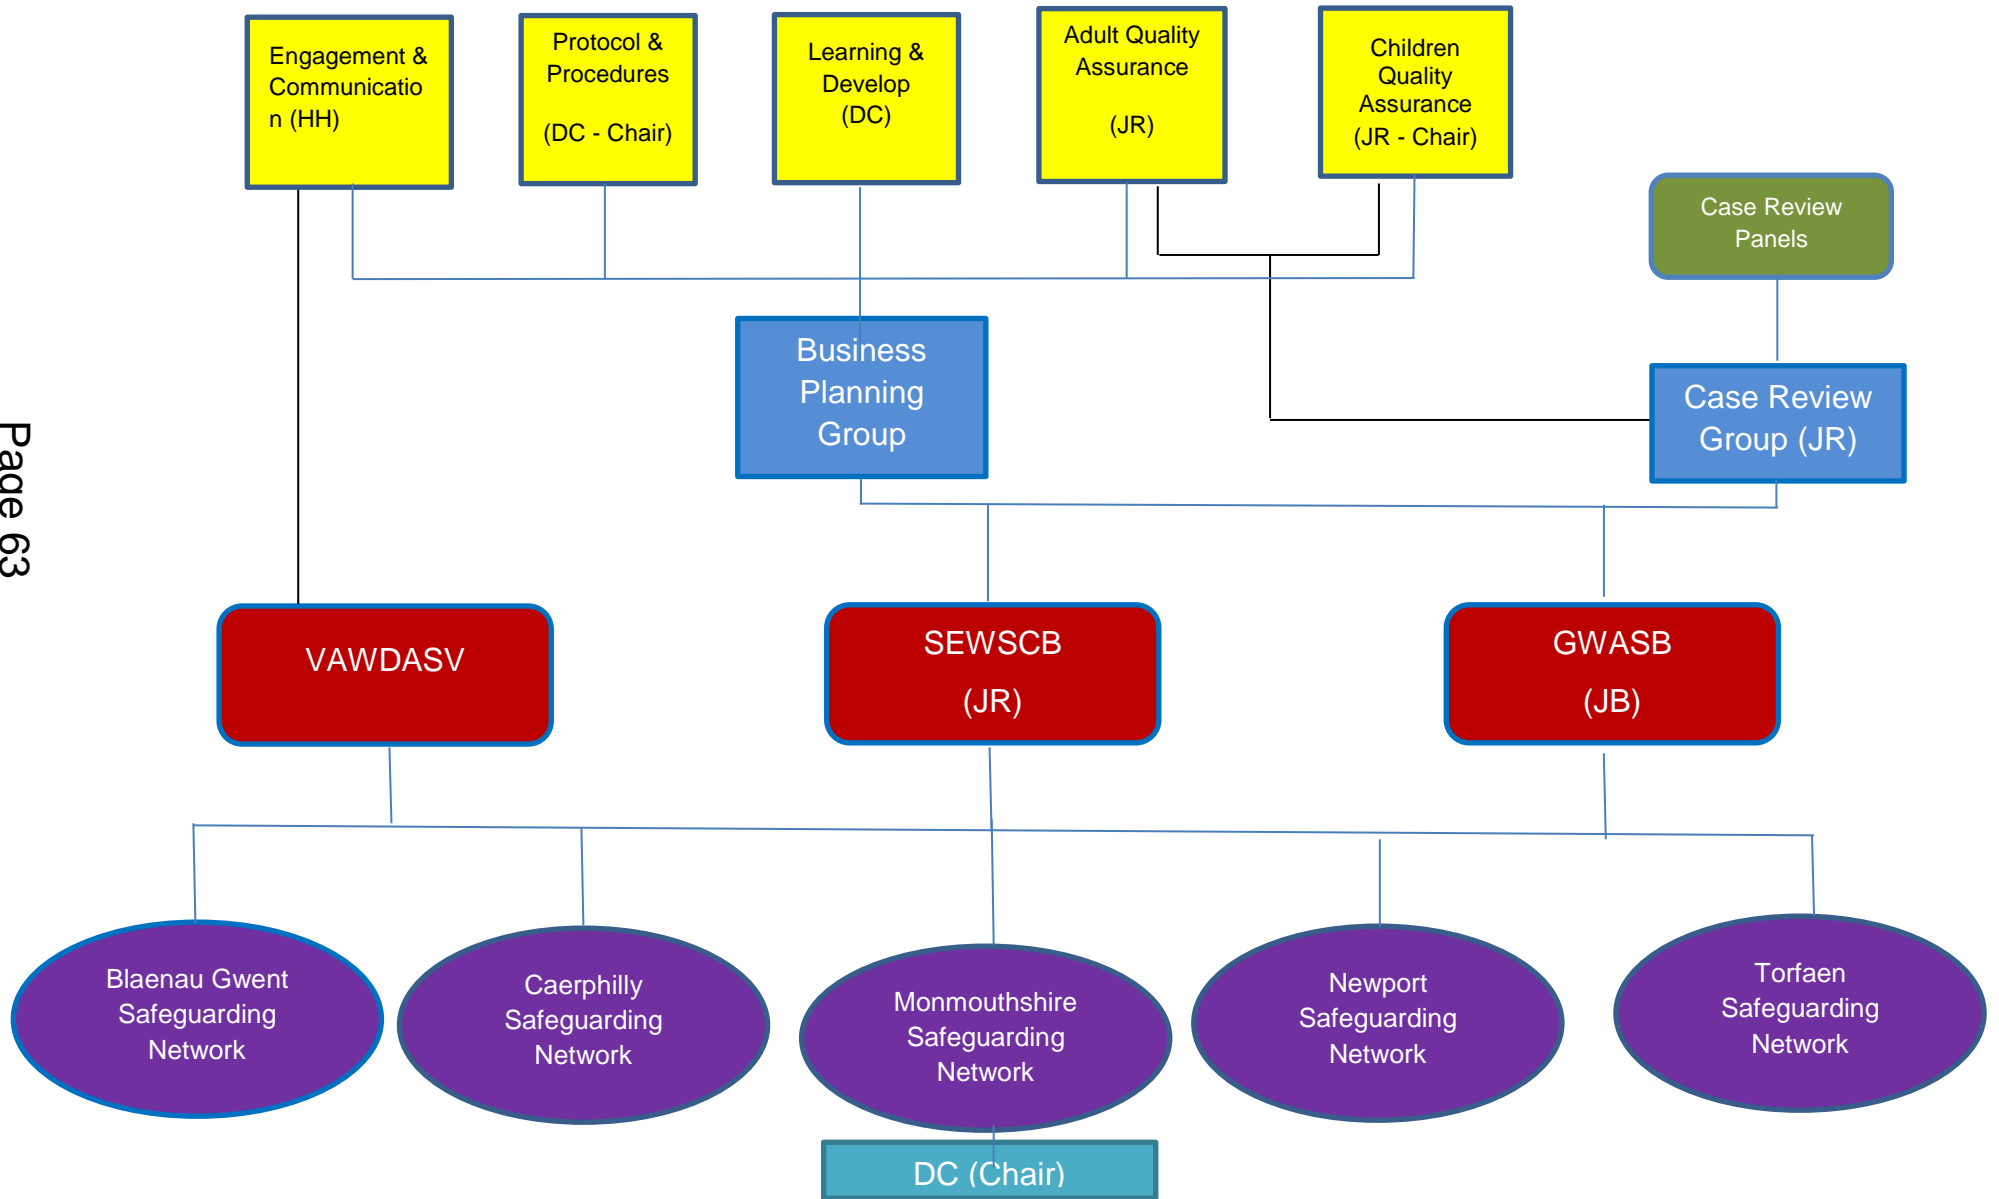 Engagement &
Communicatio
n (HH)
Protocol &
Procedures
(DC - Chair)
Learning &
Develop
(DC)
Adult Quality
Assurance
(JR)
Children
Quality
Assurance
(JR - Chair)
Case Review
Panels
Business
Planning
Group
Case Review
Group (JR)
Page 63
VAWDASV
SEWSCB
(JR)
GWASB
(JB)
Blaenau Gwent
Safeguarding
Network
Caerphilly
Safeguarding
Network
Monmouthshire
Safeguarding
Network
Newport
Safeguarding
Network
Torfaen
Safeguarding
Network
DC (Chair)